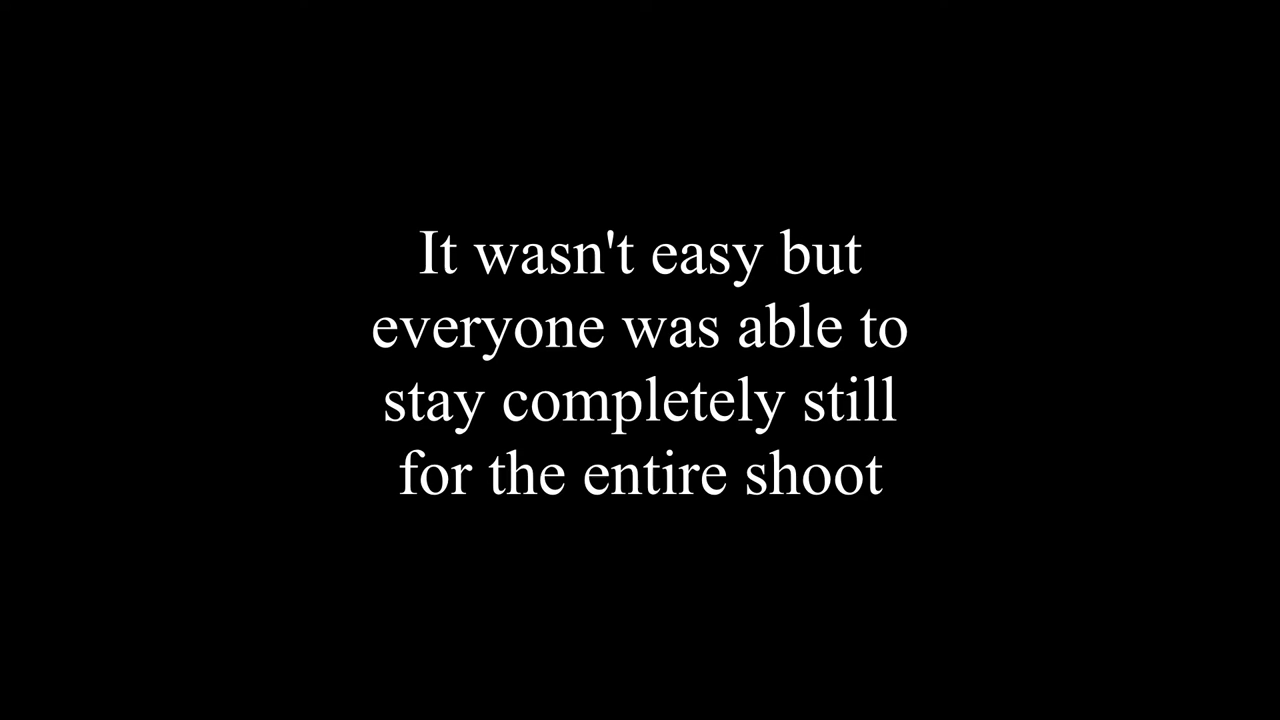 It wasn't easy but
everyone was able to
stay completely still
for the entire shoot